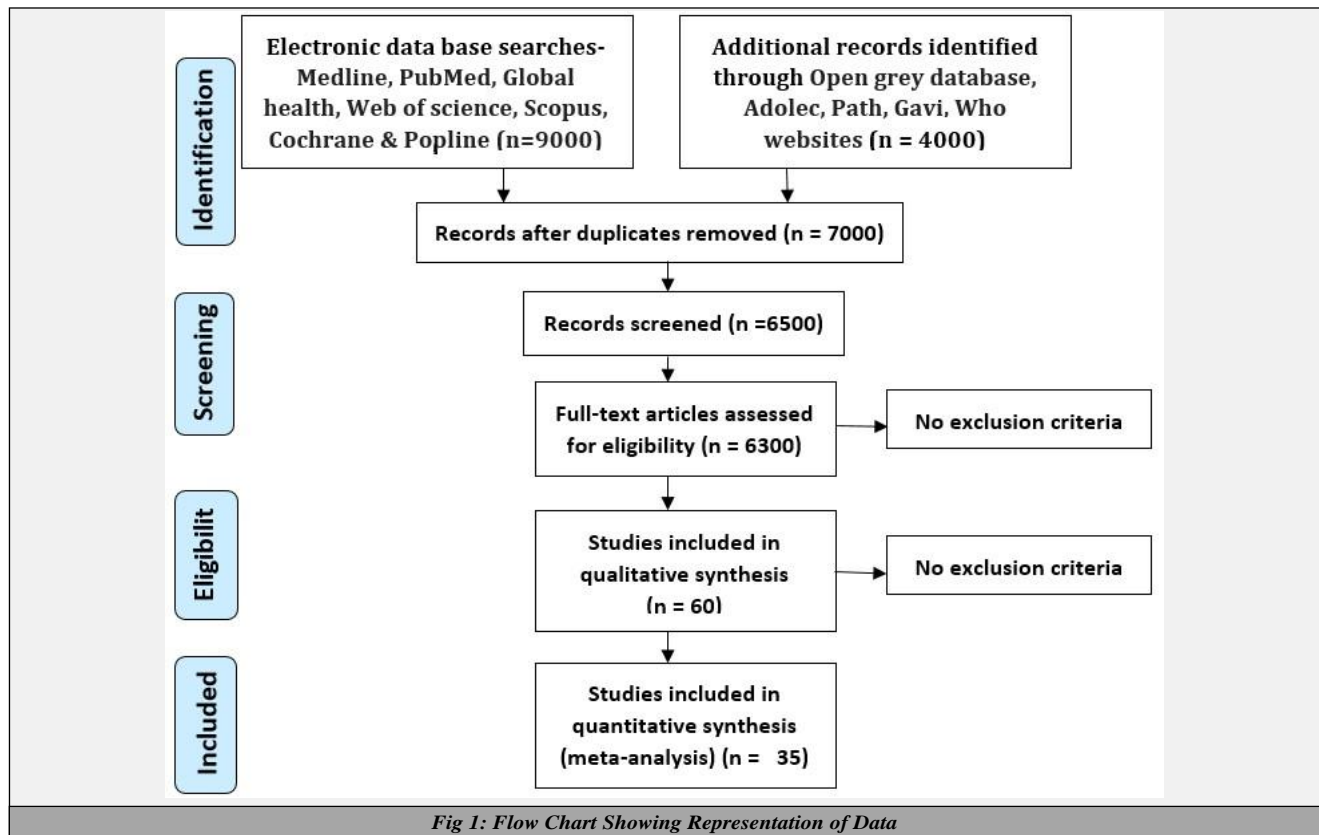 Identification
Electronic data base searches-
Medline, PubMed, Global
health, Web of science, Scopus,
Cochrane & Popline (n=9000)
Additional records identified
through Open grey database,
Adolec, Path, Gavi, Who
websites (n = 4000)
Records after duplicates removed (n = 7000)
Screening
Records screened (n =6500)
Full-text articles assessed
for eligibility (n = 6300)
No exclusion criteria
Eligibilit
Studies included in
qualitative synthesis
(n = 60)
No exclusion criteria
Included
Studies included in
quantitative synthesis
(meta-analysis) (n = 35)
Fig 1: Flow Chart Showing Representation of Data